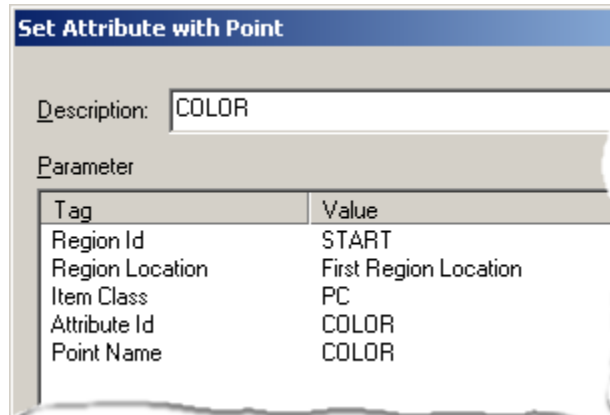 Set Attribute with Point
Description: COLOR
Parameter
Tag Value
Region Id START
Region Location First Region Location
Item Class PC
Attribute Id COLOR
Point Name COLOR